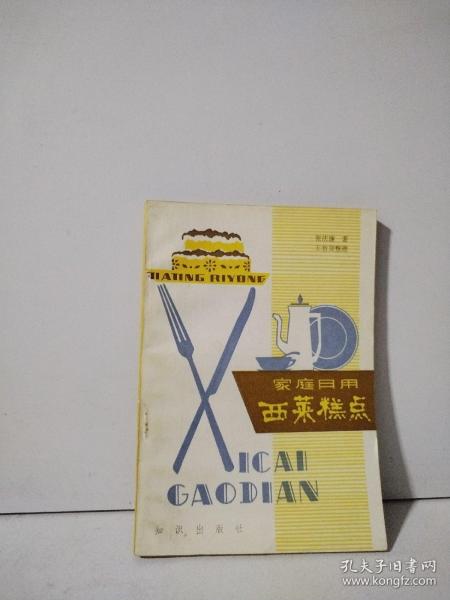 JIATING RIYONG
家庭日用
西菜糕点
XICAI
GAODIAN
知识出版社
孔夫子旧书网
www.kongfz.com